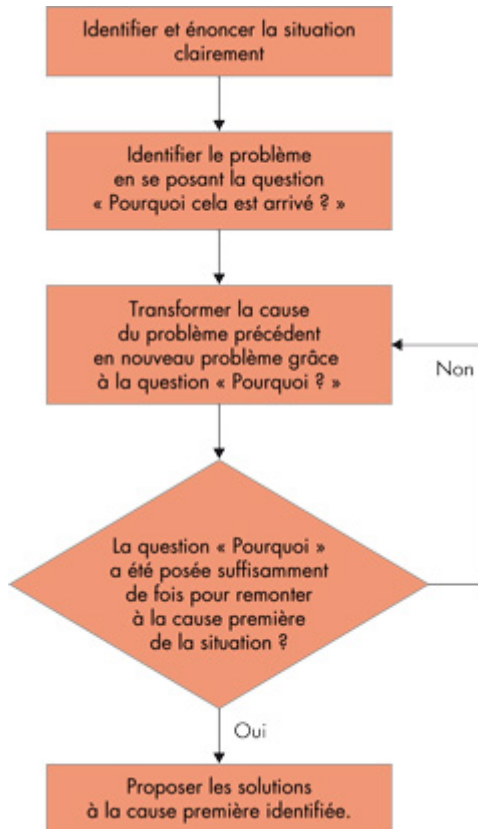 Identifier et énoncer la situation
clairement
Identifier le problème
en se posant la question
« Pourquoi cela est arrivé ? »
Transformer la cause
du problème précédent
en nouveau problème grâce
à la question « Pourquoi ? »
Non
La question « Pourquoi »
a été posée suffisamment
de fois pour remonter
à la cause première
de la situation ?
Oui
Proposer les solutions
à la cause première identifiée.